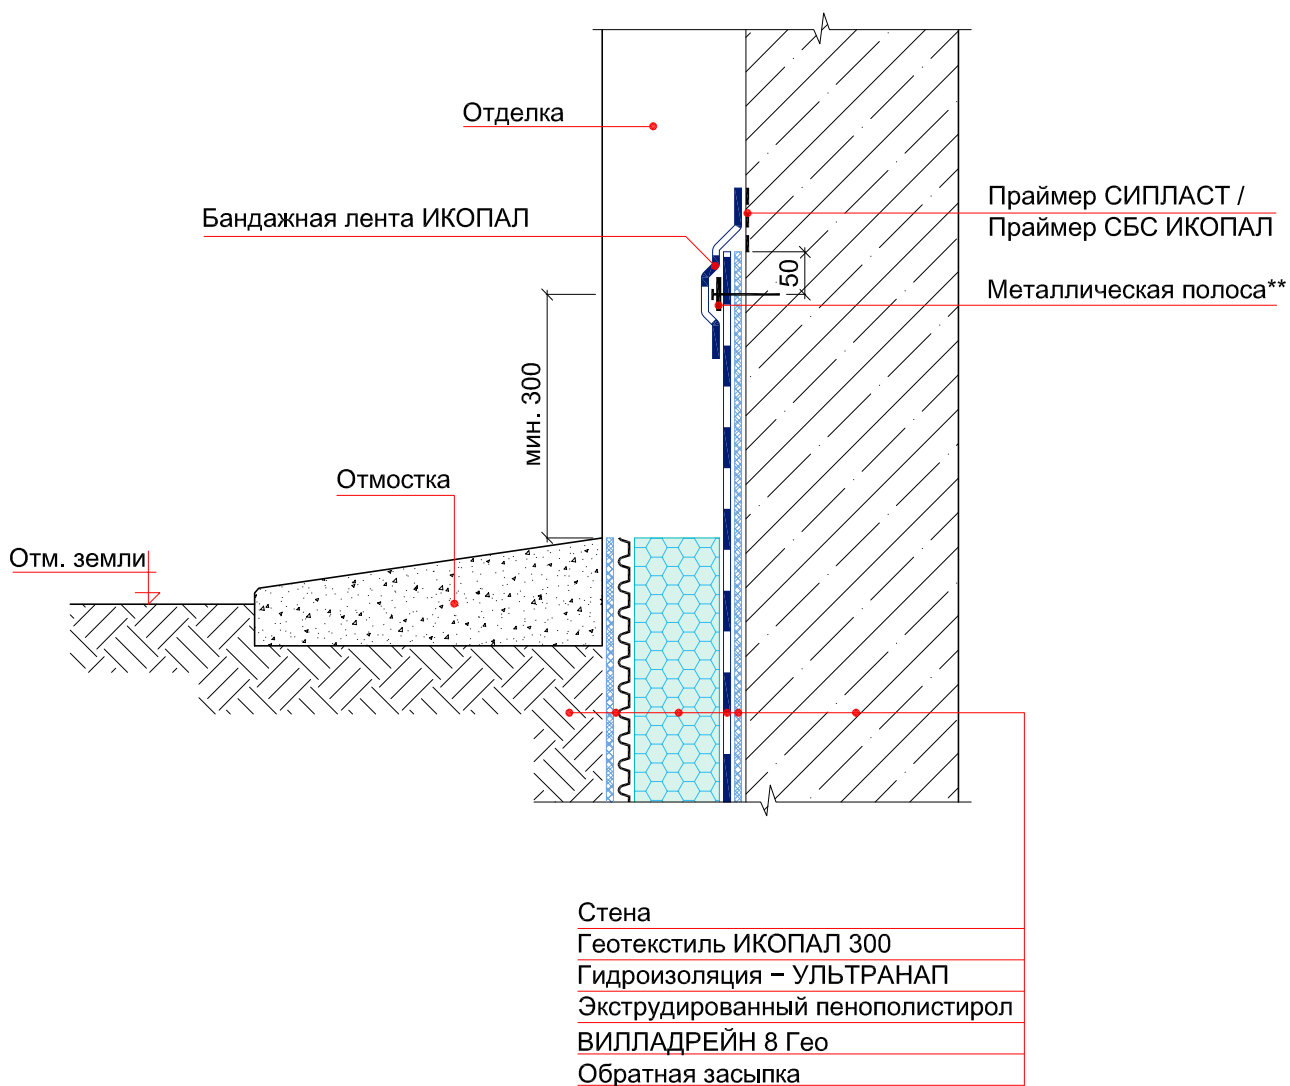 Отделка
Бандажная лента ИКОПАЛ
Праймер СИПЛАСТ /
Праймер СБС ИКОПАЛ
50
Металлическая полоса**
мин. 300
Отмостка
Отм. земли
Стена
Геотекстиль ИКОПАЛ 300
Гидроизоляция – УЛЬТРАНАП
Экструдированный пенополистирол
ВИЛЛАДРЕЙН 8 Гео
Обратная засыпка